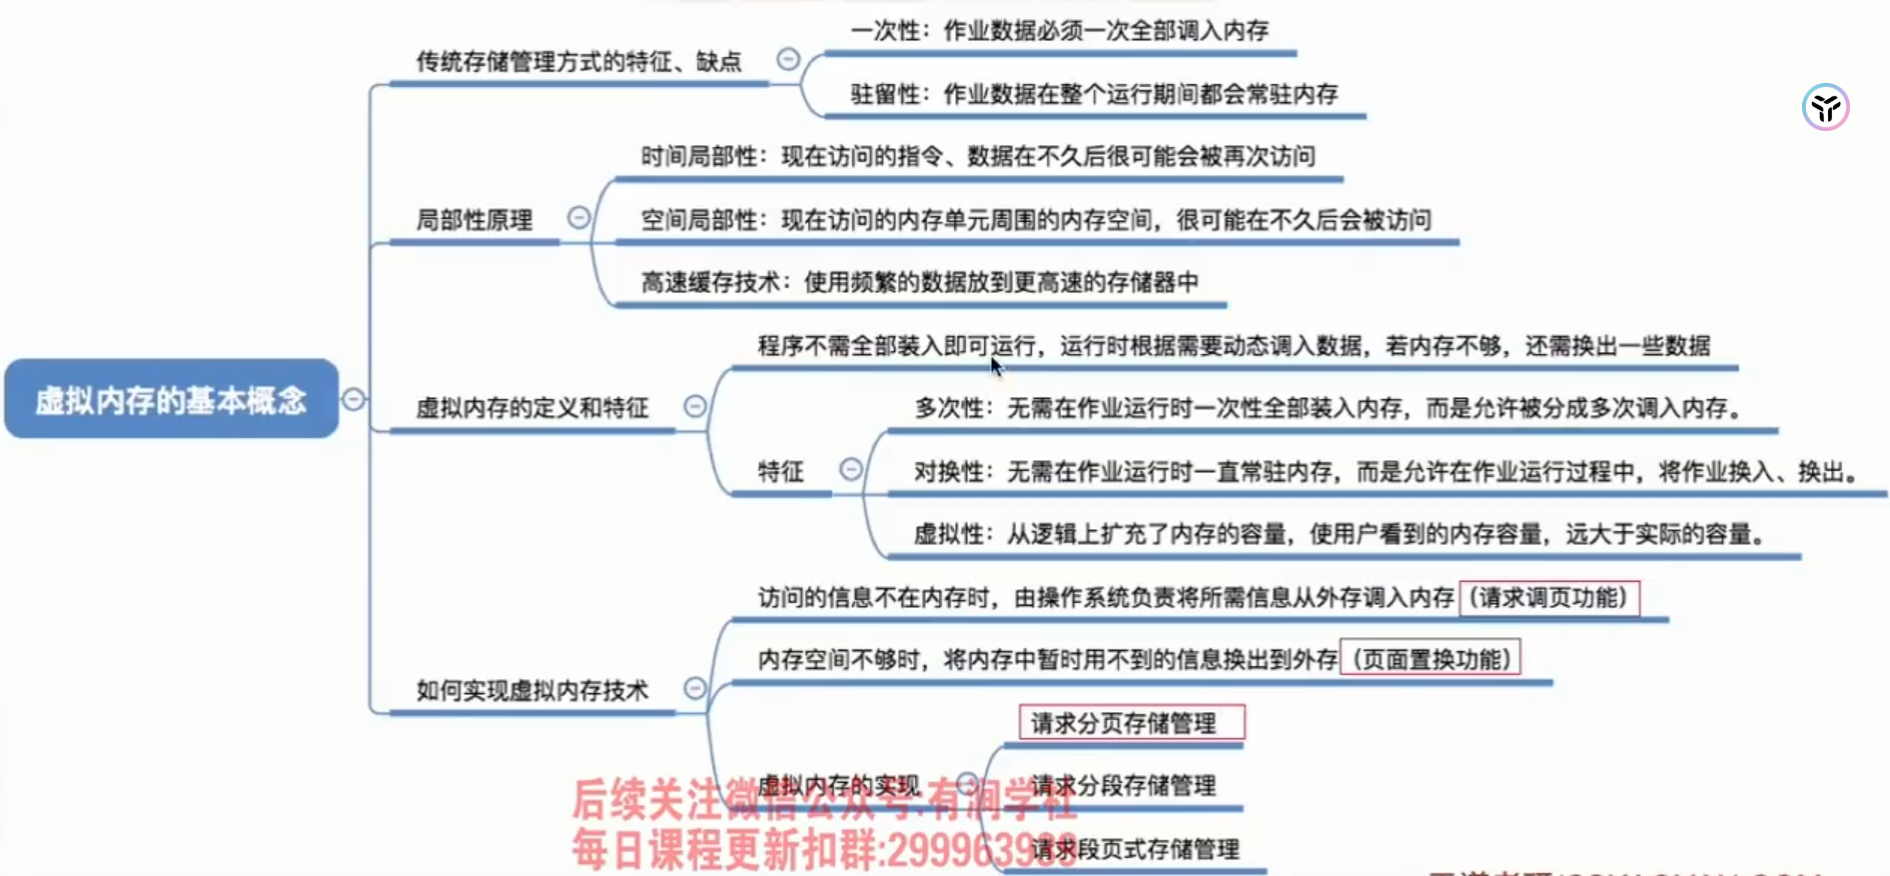 一次性：作业数据必须一次全部调入内存
传统存储管理方式的特征、缺点
驻留性：作业数据在整个运行期间都会常驻内存
时间局部性：现在访问的指令、数据在不久后很可能会被再次访问
局部性原理
空间局部性：现在访问的内存单元周围的内存空间，很可能在不久后会被访问
高速缓存技术：使用频繁的数据放到更高速的存储器中
程序不需全部装入即可运行，运行时根据需要动态调入数据，若内存不够，还需换出一些数据
虚拟内存的基本概念
虚拟内存的定义和特征
多次性：无需在作业运行时一次性全部装入内存，而是允许被分成多次调入内存。
特征
对换性：无需在作业运行时一直常驻内存，而是允许在作业运行过程中，将作业换入、换出。
虚拟性：从逻辑上扩充了内存的容量，使用户看到的内存容量，远大于实际的容量。
访问的信息不在内存时，由操作系统负责将所需信息从外存调入内存（请求调页功能）
内存空间不够时，将内存中暂时用不到的信息换出到外存（页面置换功能）
如何实现虚拟内存技术
请求分页存储管理
虚拟内存的实现
请求分段存储管理
请求段页式存储管理
后续关注微信公众号:有润学社
每日课程更新扣群:299963